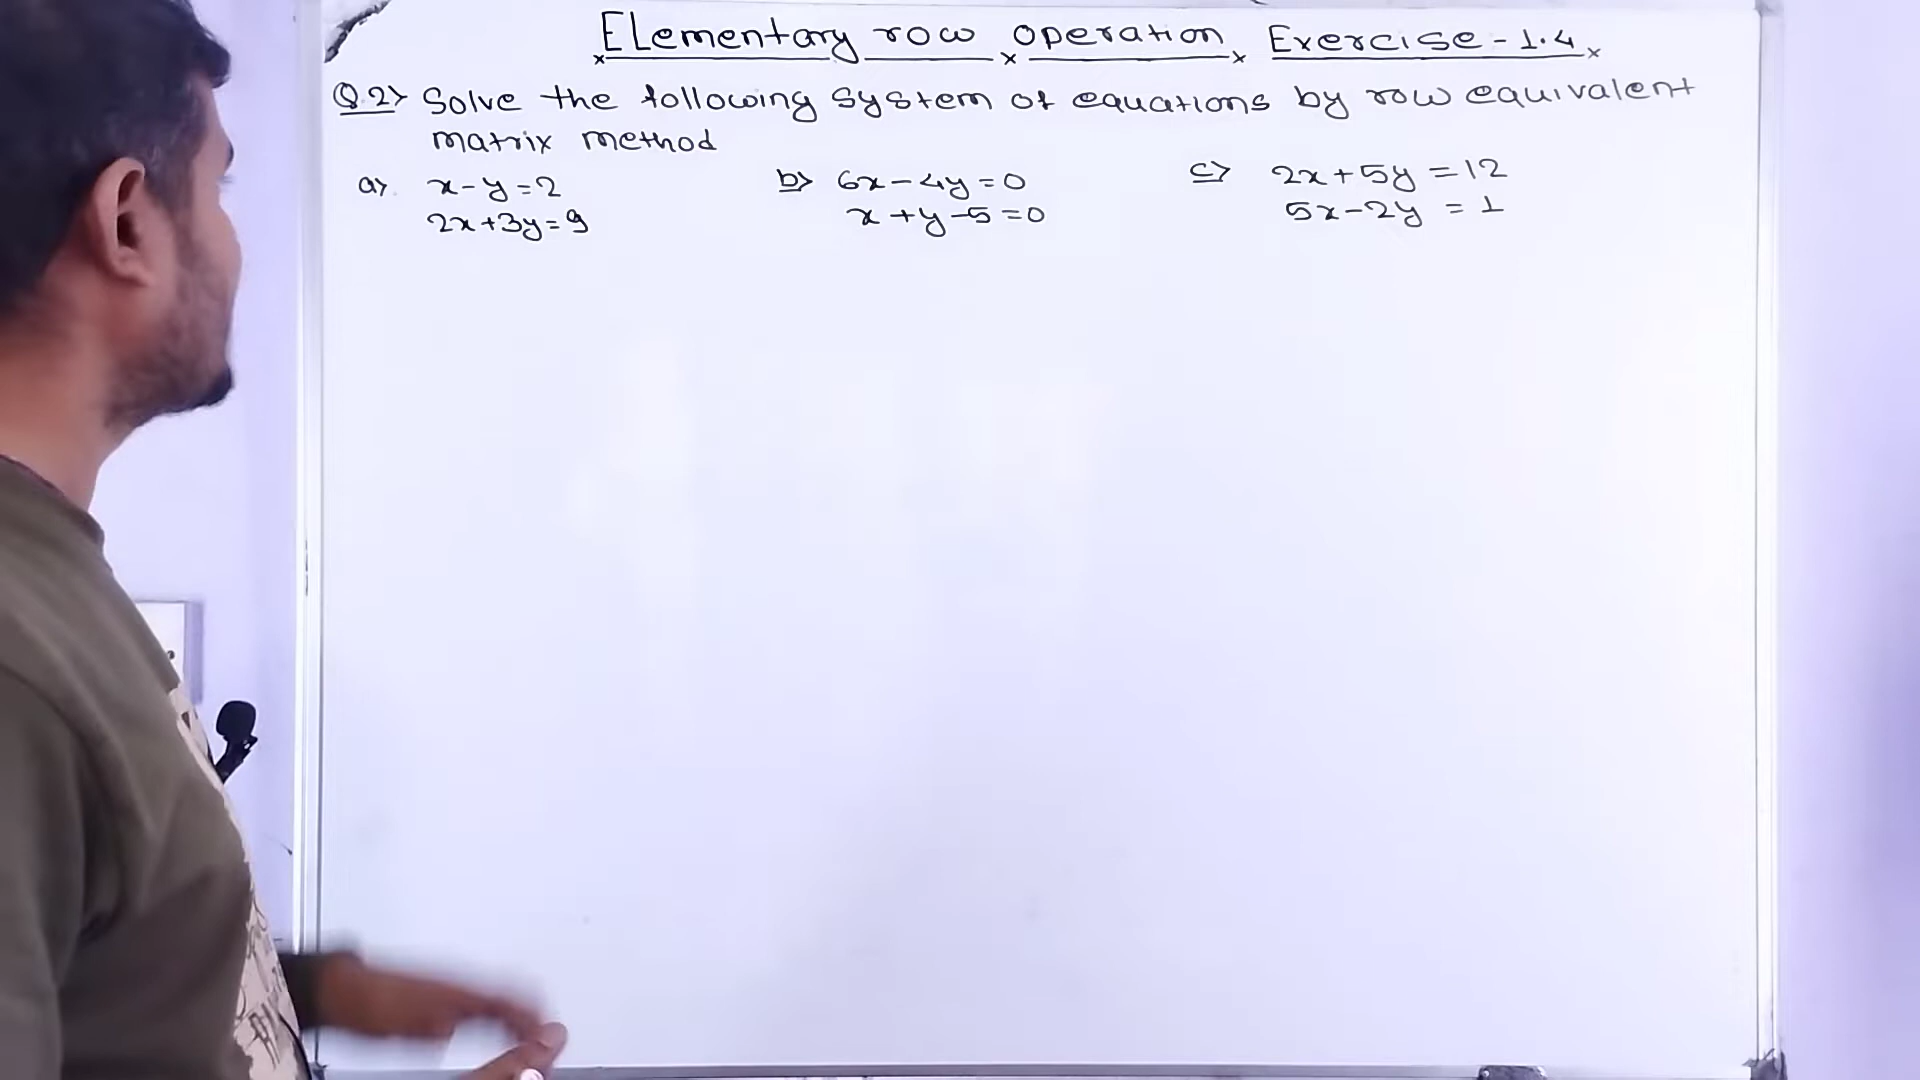 Elementary row operation Exercise - 1.4
Q.2> Solve the following system of equations by row equivalent
matrix method
a>. x-y=2
2x+3y=9
b> 6x-4y=0
x+y-5=0
c> 2x+5y=12
5x-2y=1